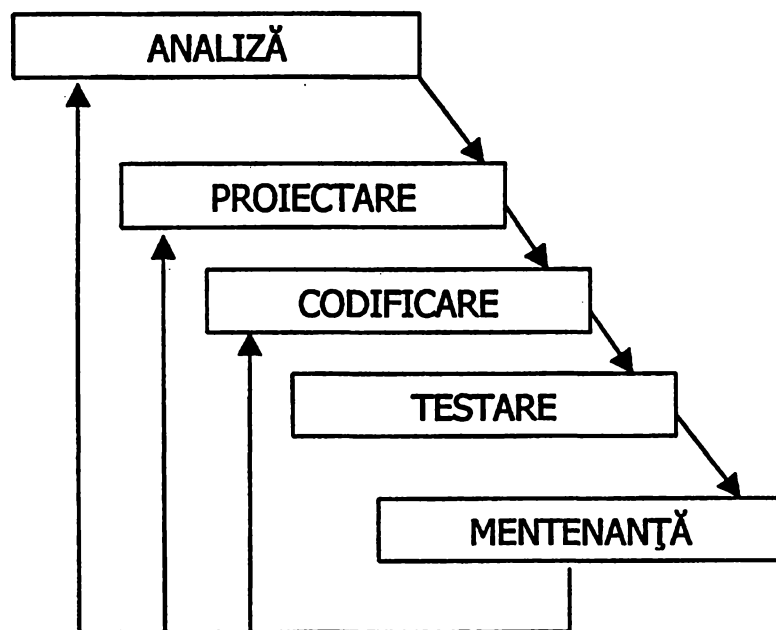 ANALIZĂ
PROIECTARE
CODIFICARE
TESTARE
MENTENANŢĂ